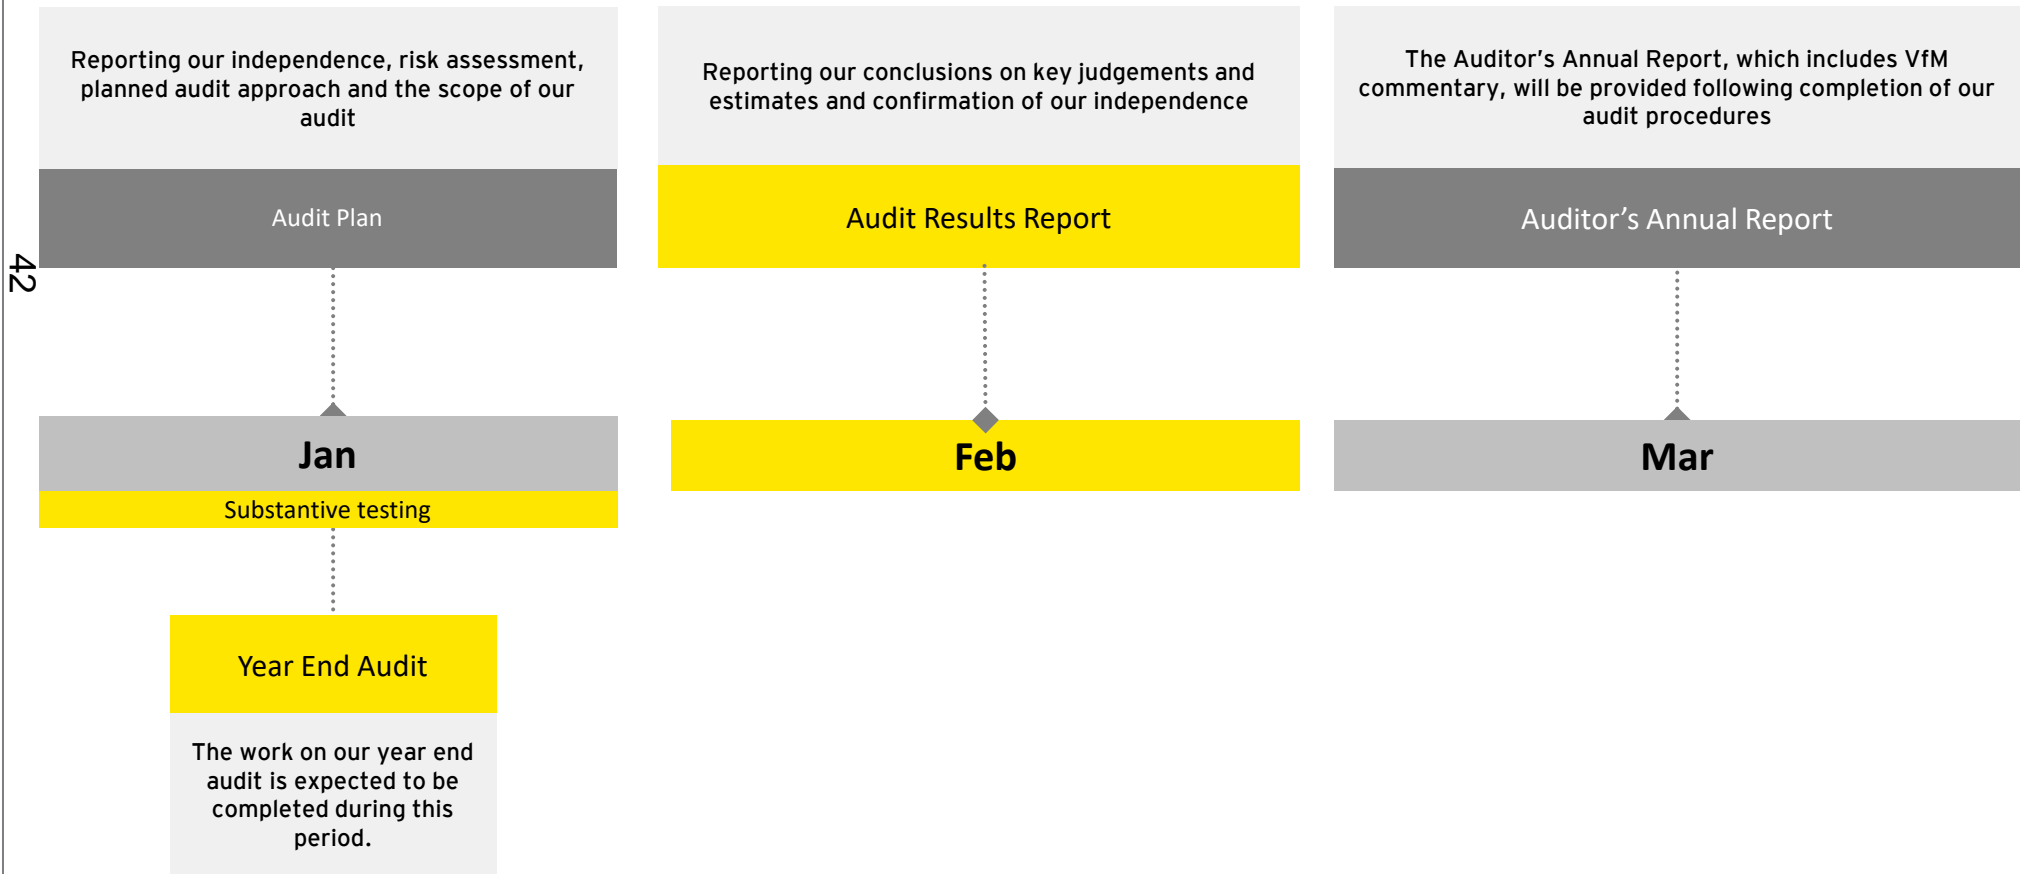 Reporting our independence, risk assessment,
planned audit approach and the scope of our
audit
Audit Plan
Reporting our conclusions on key judgements and
estimates and confirmation of our independence
Audit Results Report
The Auditor’s Annual Report, which includes VfM
commentary, will be provided following completion of our
audit procedures
Auditor’s Annual Report
42
Jan
Substantive testing
Feb
Mar
Year End Audit
The work on our year end
audit is expected to be
completed during this
period.